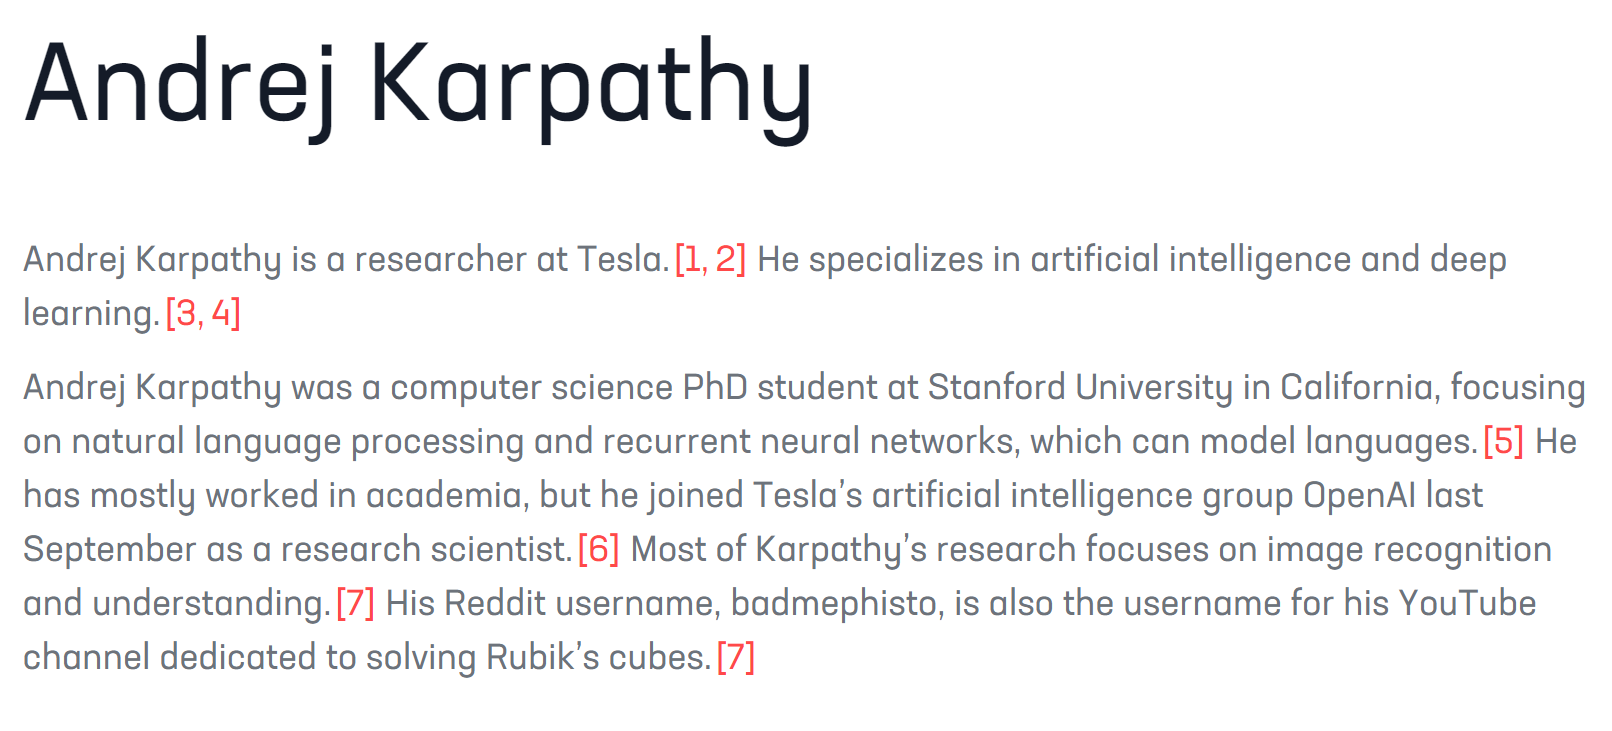 Andrej Karpathy
Andrej Karpathy is a researcher at Tesla.[1, 2] He specializes in artificial intelligence and deep
learning.[3, 4]
Andrej Karpathy was a computer science PhD student at Stanford University in California, focusing
on natural language processing and recurrent neural networks, which can model languages.[5] He
has mostly worked in academia, but he joined Tesla’s artificial intelligence group OpenAI last
September as a research scientist.[6] Most of Karpathy’s research focuses on image recognition
and understanding.[7] His Reddit username, badmephisto, is also the username for his YouTube
channel dedicated to solving Rubik’s cubes.[7]